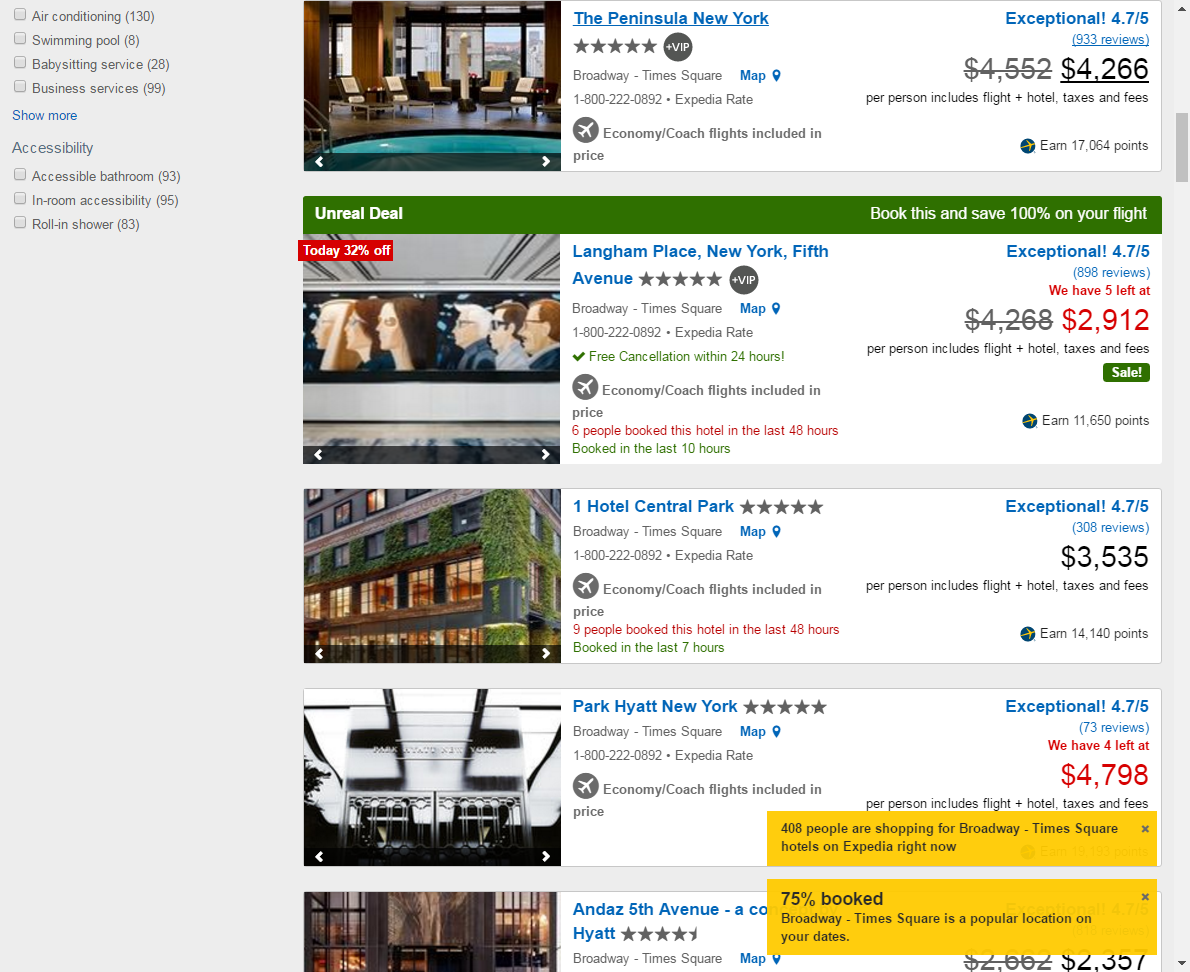 Air conditioning (130)
Swimming pool (8)
Babysitting service (28)
Business services (99)
Show more
Accessibility
Accessible bathroom (93)
In-room accessibility (95)
Roll-in shower (83)
The Peninsula New York
+VIP
Broadway - Times Square Map
1-800-222-0892 • Expedia Rate
Economy/Coach flights included in
price
Exceptional! 4.7/5
(933 reviews)
$4,552 $4,266
per person includes flight + hotel, taxes and fees
Earn 17,064 points
Unreal Deal
Book this and save 100% on your flight
Today 32% off
Langham Place, New York, Fifth
Avenue +VIP
Broadway - Times Square Map
1-800-222-0892 • Expedia Rate
Free Cancellation within 24 hours!
Economy/Coach flights included in
price
6 people booked this hotel in the last 48 hours
Booked in the last 10 hours
Exceptional! 4.7/5
(898 reviews)
We have 5 left at
$4,268 $2,912
per person includes flight + hotel, taxes and fees
Sale!
Earn 11,650 points
1 Hotel Central Park
Broadway - Times Square Map
1-800-222-0892 • Expedia Rate
Economy/Coach flights included in
price
9 people booked this hotel in the last 48 hours
Booked in the last 7 hours
Exceptional! 4.7/5
(308 reviews)
$3,535
per person includes flight + hotel, taxes and fees
Earn 14,140 points
PARK HYATT NEW YORK
Park Hyatt New York
Broadway - Times Square Map
1-800-222-0892 • Expedia Rate
Economy/Coach flights included in
price
Exceptional! 4.7/5
(73 reviews)
We have 4 left at
$4,798
per person includes flight + hotel, taxes and fees
Earn 19,193 points
408 people are shopping for Broadway - Times Square
hotels on Expedia right now
Andaz 5th Avenue - a
Hyatt
Broadway - Times Square Map
Exceptional! 4.7/5
$2,662 $2,357
75% booked
Broadway - Times Square is a popular location on
your dates.